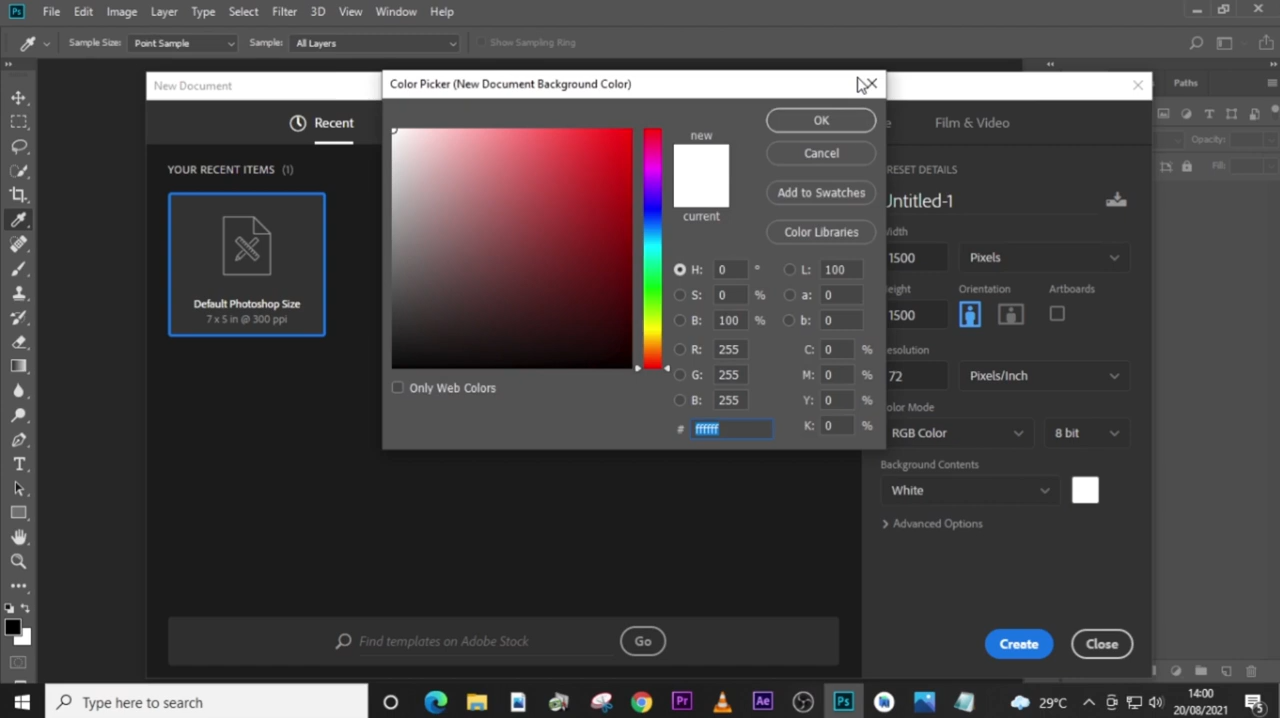 Ps File Edit Image Layer Type Select Filter 3D View Window Help
Sample Size: Point Sample Sample: All Layers Show Sampling Ring
New Document
Color Picker (New Document Background Color)
Paths
Recent
OK
new
Film & Video
Cancel
YOUR RECENT ITEMS (1)
Opacity:
Fill:
Add to Swatches
Untitled-1
current
Color Libraries
Width
1500 Pixels
H: 0 ° L: 100
Height Orientation Artboards
S: 0 % a: 0
Default Photoshop Size
7 x 5 in @ 300 ppi
1500
B: 100 % b: 0
R: 255 C: 0 %
Resolution
G: 255 M: 0 %
72 Pixels/Inch
Only Web Colors
B: 255 Y: 0 %
Color Mode
# ffffff K: 0 %
RGB Color 8 bit
Background Contents
White
Advanced Options
Find templates on Adobe Stock Go
Create Close
Type here to search Pr Ae Ps 29°C 14:00
20/08/2021
5